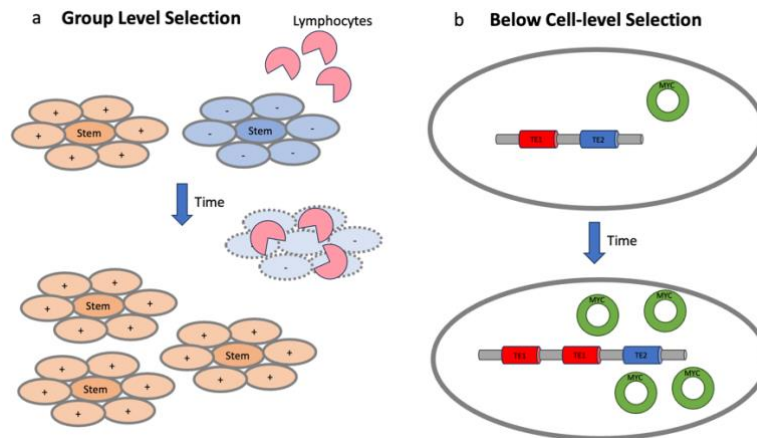 a Group Level Selection
Lymphocytes
+ +
+ Stem +
+ +
- -
- Stem -
- -
Time
-
- -
-
+ +
+ Stem +
+ +
+ +
+ Stem +
+ +
+ +
+ Stem +
+ +
b Below Cell-level Selection
MYC
TE1 TE2
Time
MYC MYC
TE1 TE1 TE2
MYC MYC